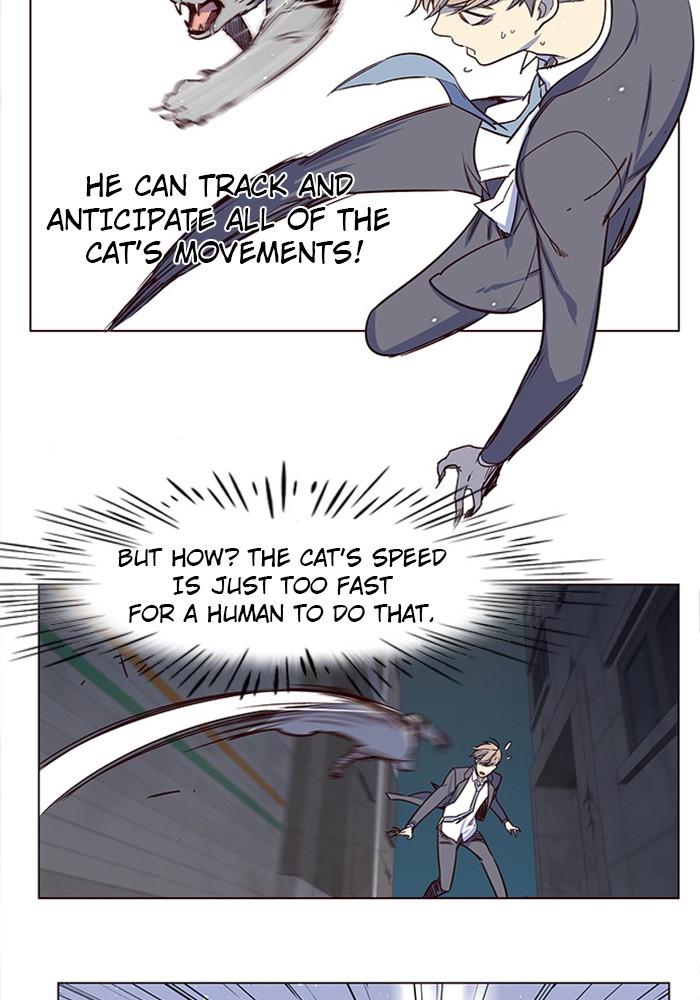 HE CAN TRACK AND
ANTICIPATE ALL OF THE
CAT'S MOVEMENTS!
BUT HOW? THE CAT'S SPEED
IS JUST TOO FAST
FOR A HUMAN TO DO THAT.